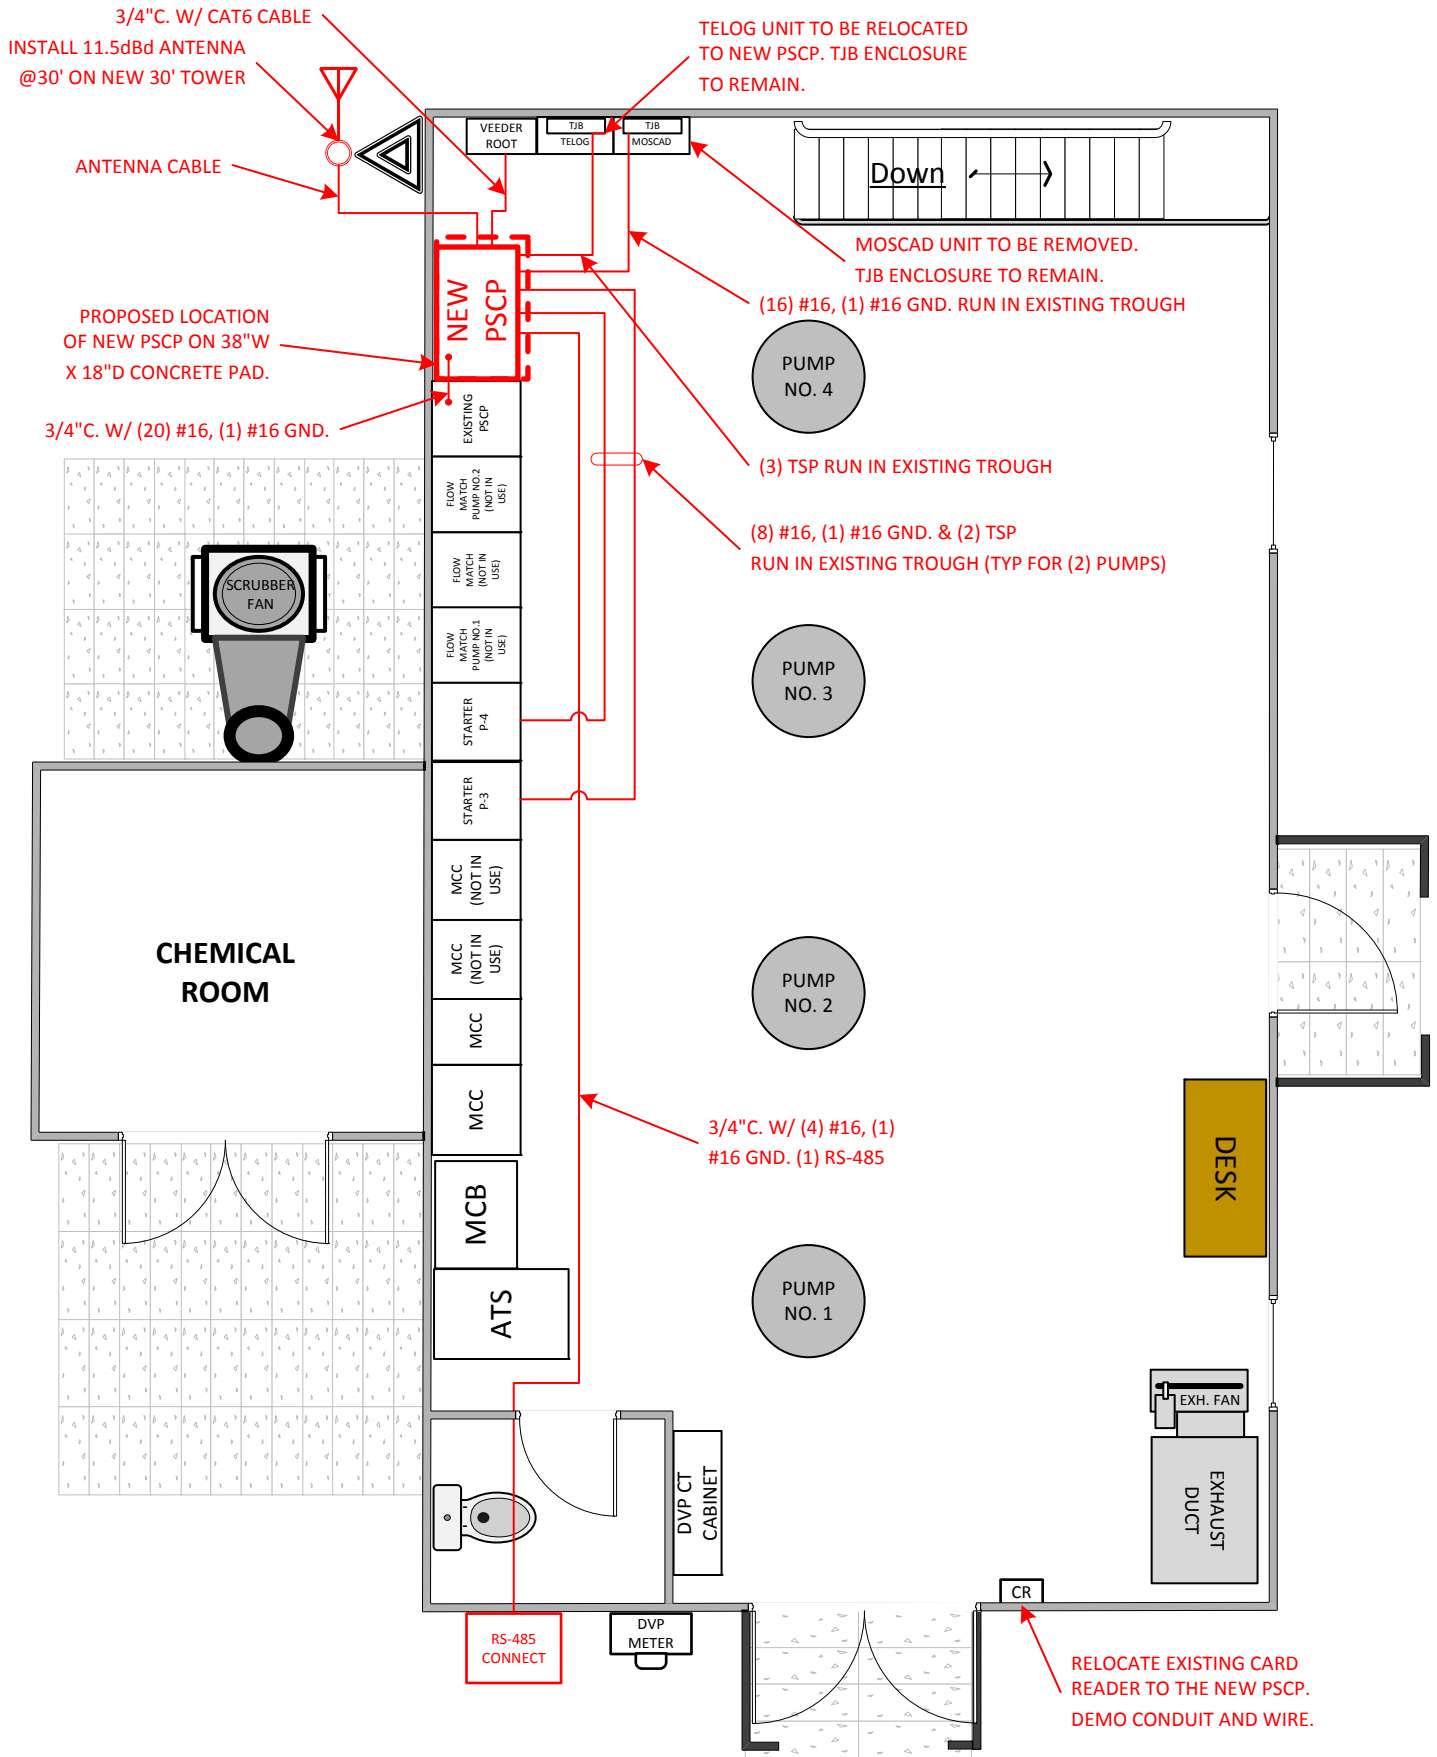 3/4"C. W/ CAT6 CABLE
INSTALL 11.5dBd ANTENNA
@30' ON NEW 30' TOWER
ANTENNA CABLE
TELOG UNIT TO BE RELOCATED
TO NEW PSCP. TJB ENCLOSURE
TO REMAIN.
VEEDER
ROOT
TJB
TELOG
TJB
MOSCAD
Down
MOSCAD UNIT TO BE REMOVED.
TJB ENCLOSURE TO REMAIN.
(16) #16, (1) #16 GND. RUN IN EXISTING TROUGH
NEW
PSCP
PROPOSED LOCATION
OF NEW PSCP ON 38"W
X 18"D CONCRETE PAD.
3/4"C. W/ (20) #16, (1) #16 GND.
PUMP
NO. 4
EXISTING
PSCP
(3) TSP RUN IN EXISTING TROUGH
FLOW
MATCH
PUMP NO.2
(NOT IN
USE)
(8) #16, (1) #16 GND. & (2) TSP
RUN IN EXISTING TROUGH (TYP FOR (2) PUMPS)
FLOW
MATCH
(NOT IN
USE)
SCRUBBER
FAN
FLOW
MATCH
PUMP NO.1
(NOT IN
USE)
PUMP
NO. 3
STARTER
P-4
STARTER
P-3
MCC
(NOT IN
USE)
MCC
(NOT IN
USE)
CHEMICAL
ROOM
PUMP
NO. 2
MCC
MCC
3/4"C. W/ (4) #16, (1)
#16 GND. (1) RS-485
DESK
MCB
ATS
PUMP
NO. 1
EXH. FAN
EXHAUST
DUCT
DVP CT
CABINET
CR
RS-485
CONNECT
DVP
METER
RELOCATE EXISTING CARD
READER TO THE NEW PSCP.
DEMO CONDUIT AND WIRE.